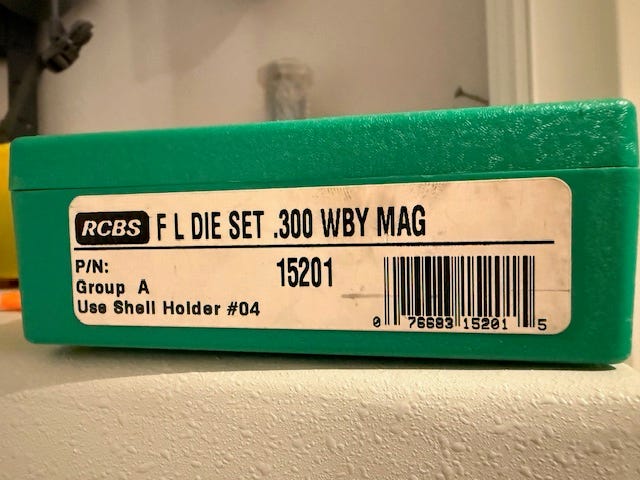 RCBS F L DIE SET .300 WBY MAG
P/N: 15201
Group A
Use Shell Holder #04
0 76683 15201 5